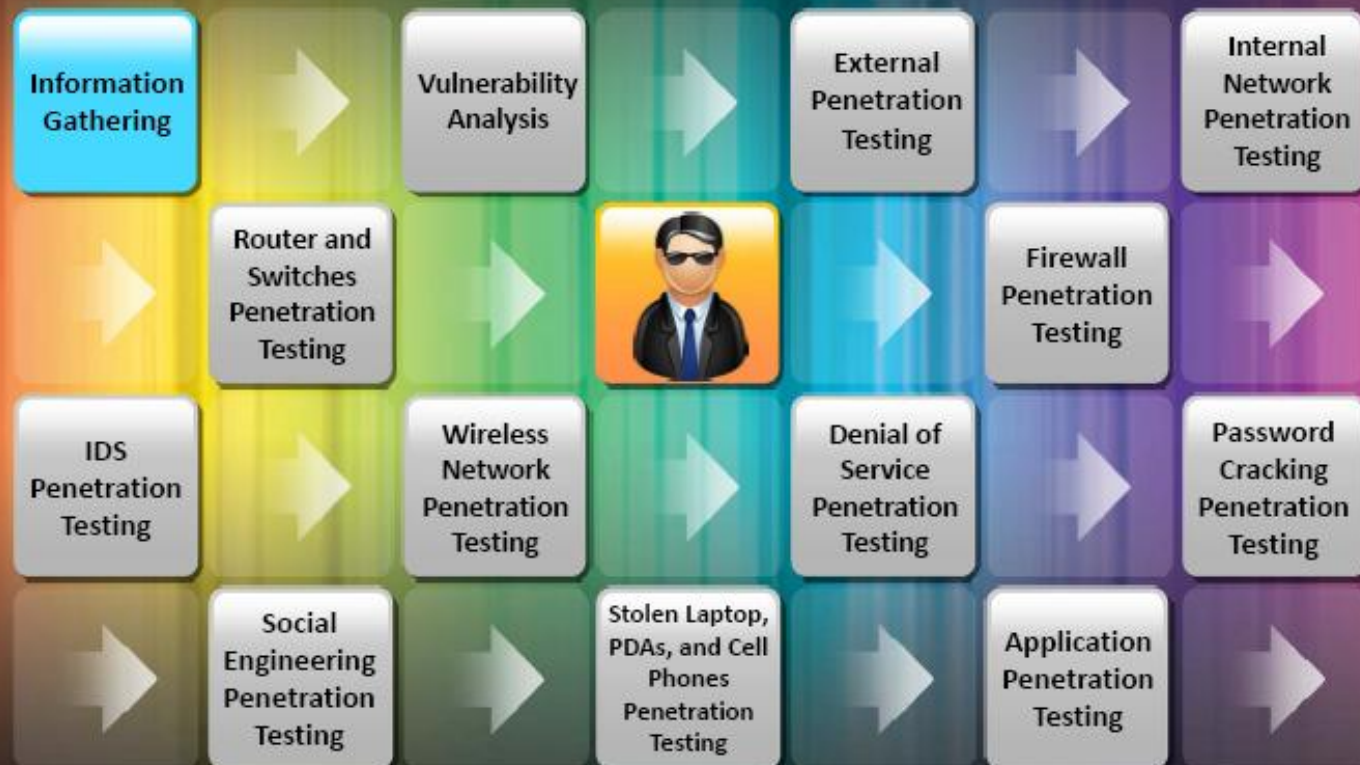 Information
Gathering
Vulnerability
Analysis
External
Penetration
Testing
Internal
Network
Penetration
Testing
Router and
Switches
Penetration
Testing
Firewall
Penetration
Testing
IDS
Penetration
Testing
Wireless
Network
Penetration
Testing
Denial of
Service
Penetration
Testing
Password
Cracking
Penetration
Testing
Social
Engineering
Penetration
Testing
Stolen Laptop,
PDAs, and Cell
Phones
Penetration
Testing
Application
Penetration
Testing